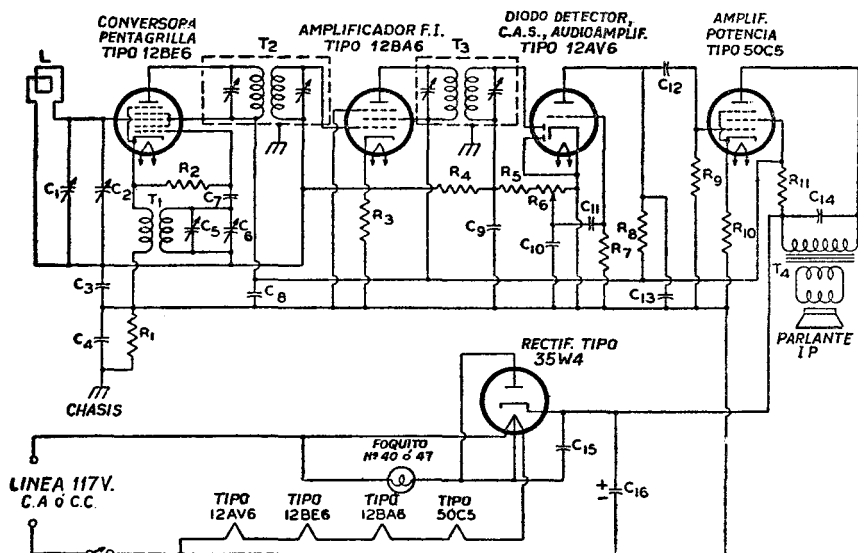 CONVERSORA
PENTAGRILLA
TIPO 12BE6
T2
AMPLIFICADOR F.I.
TIPO 12BA6
T3
DIODO DETECTOR,
C.A.S., AUDIOAMPLIF.
TIPO 12AV6
AMPLIF.
POTENCIA
TIPO 50C5
L
C12
C1
C2
R2
C7
T1
C5
C6
R3
R4
R5
R6
C9
C10
C11
R7
R8
R9
R10
R11
C14
T4
C3
C8
C13
C4
R1
CHASIS
PARLANTE
I P
RECTIF. TIPO
35W4
FOQUITO
Nº 40 ó 47
C15
C16
+
-
LINEA 117V.
C.A ó C.C.
TIPO
12AV6
TIPO
12BE6
TIPO
12BA6
TIPO
50C5